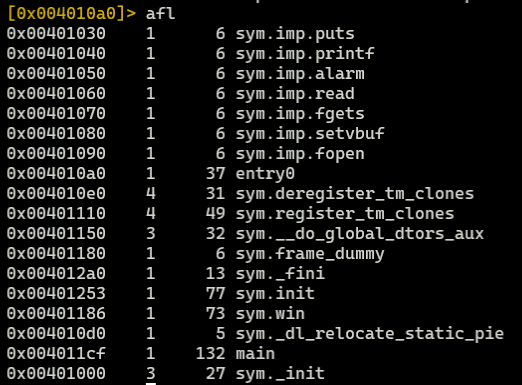 [0x004010a0]> afl
0x00401030 1 6 sym.imp.puts
0x00401040 1 6 sym.imp.printf
0x00401050 1 6 sym.imp.alarm
0x00401060 1 6 sym.imp.read
0x00401070 1 6 sym.imp.fgets
0x00401080 1 6 sym.imp.setvbuf
0x00401090 1 6 sym.imp.fopen
0x004010a0 1 37 entry0
0x004010e0 4 31 sym.deregister_tm_clones
0x00401110 4 49 sym.register_tm_clones
0x00401150 3 32 sym.__do_global_dtors_aux
0x00401180 1 6 sym.frame_dummy
0x004012a0 1 13 sym._fini
0x00401253 1 77 sym.init
0x00401186 1 73 sym.win
0x004010d0 1 5 sym._dl_relocate_static_pie
0x004011cf 1 132 main
0x00401000 3 27 sym._init